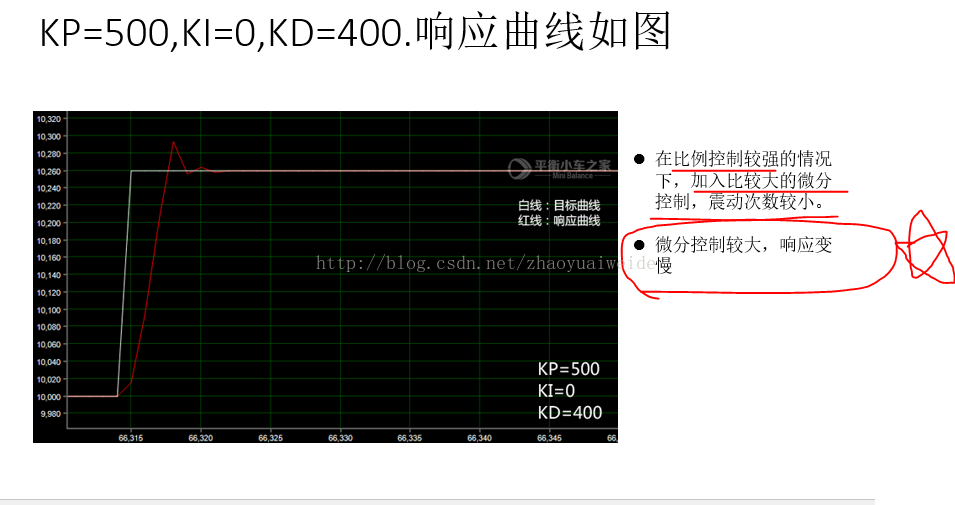 KP=500,KI=0,KD=400.响应曲线如图
10,320
10,300
10,280
10,260
10,240
10,220
10,200
10,180
10,160
10,140
10,120
10,100
10,080
10,060
10,040
10,020
10,000
9,980
平衡小车之家
Mini Balance
白线：目标曲线
红线：响应曲线
http://blog.csdn.net/zhaoyuaiweide
KP=500
KI=0
KD=400
66,315
66,320
66,325
66,330
66,335
66,340
66,345
66,
● 在比例控制较强的情况
下，加入比较大的微分
控制，震动次数较小。
● 微分控制较大，响应变
慢